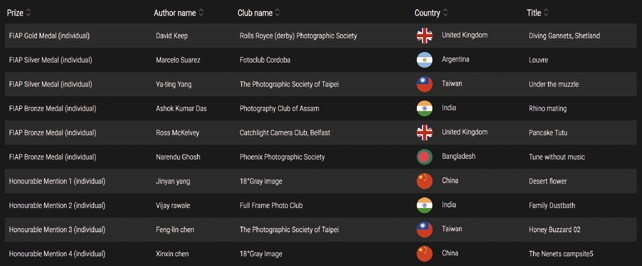 Prize Author name Club name Country Title
FIAP Gold Medal (individual) David Keep Rolls Royce (derby) Photographic Society United Kingdom Diving Gannets, Shetland
FIAP Silver Medal (individual) Marcelo Suarez Fotoclub Cordoba Argentina Louvre
FIAP Silver Medal (individual) Ya-ting Yang The Photographic Society of Taipei Taiwan Under the muzzle
FIAP Bronze Medal (individual) Ashok Kumar Das Photography Club of Assam India Rhino mating
FIAP Bronze Medal (individual) Ross McKelvey Catchlight Camera Club, Belfast United Kingdom Pancake Tutu
FIAP Bronze Medal (individual) Narendu Ghosh Phoenix Photographic Society Bangladesh Tune without music
Honourable Mention 1 (individual) Jinyan yang 18°Gray Image China Desert flower
Honourable Mention 2 (individual) Vijay rawale Full Frame Photo Club India Family Dustbath
Honourable Mention 3 (individual) Feng-lin chen The Photographic Society of Taipei Taiwan Honey Buzzard 02
Honourable Mention 4 (individual) Xinxin chen 18°Gray Image China The Nenets campsite5